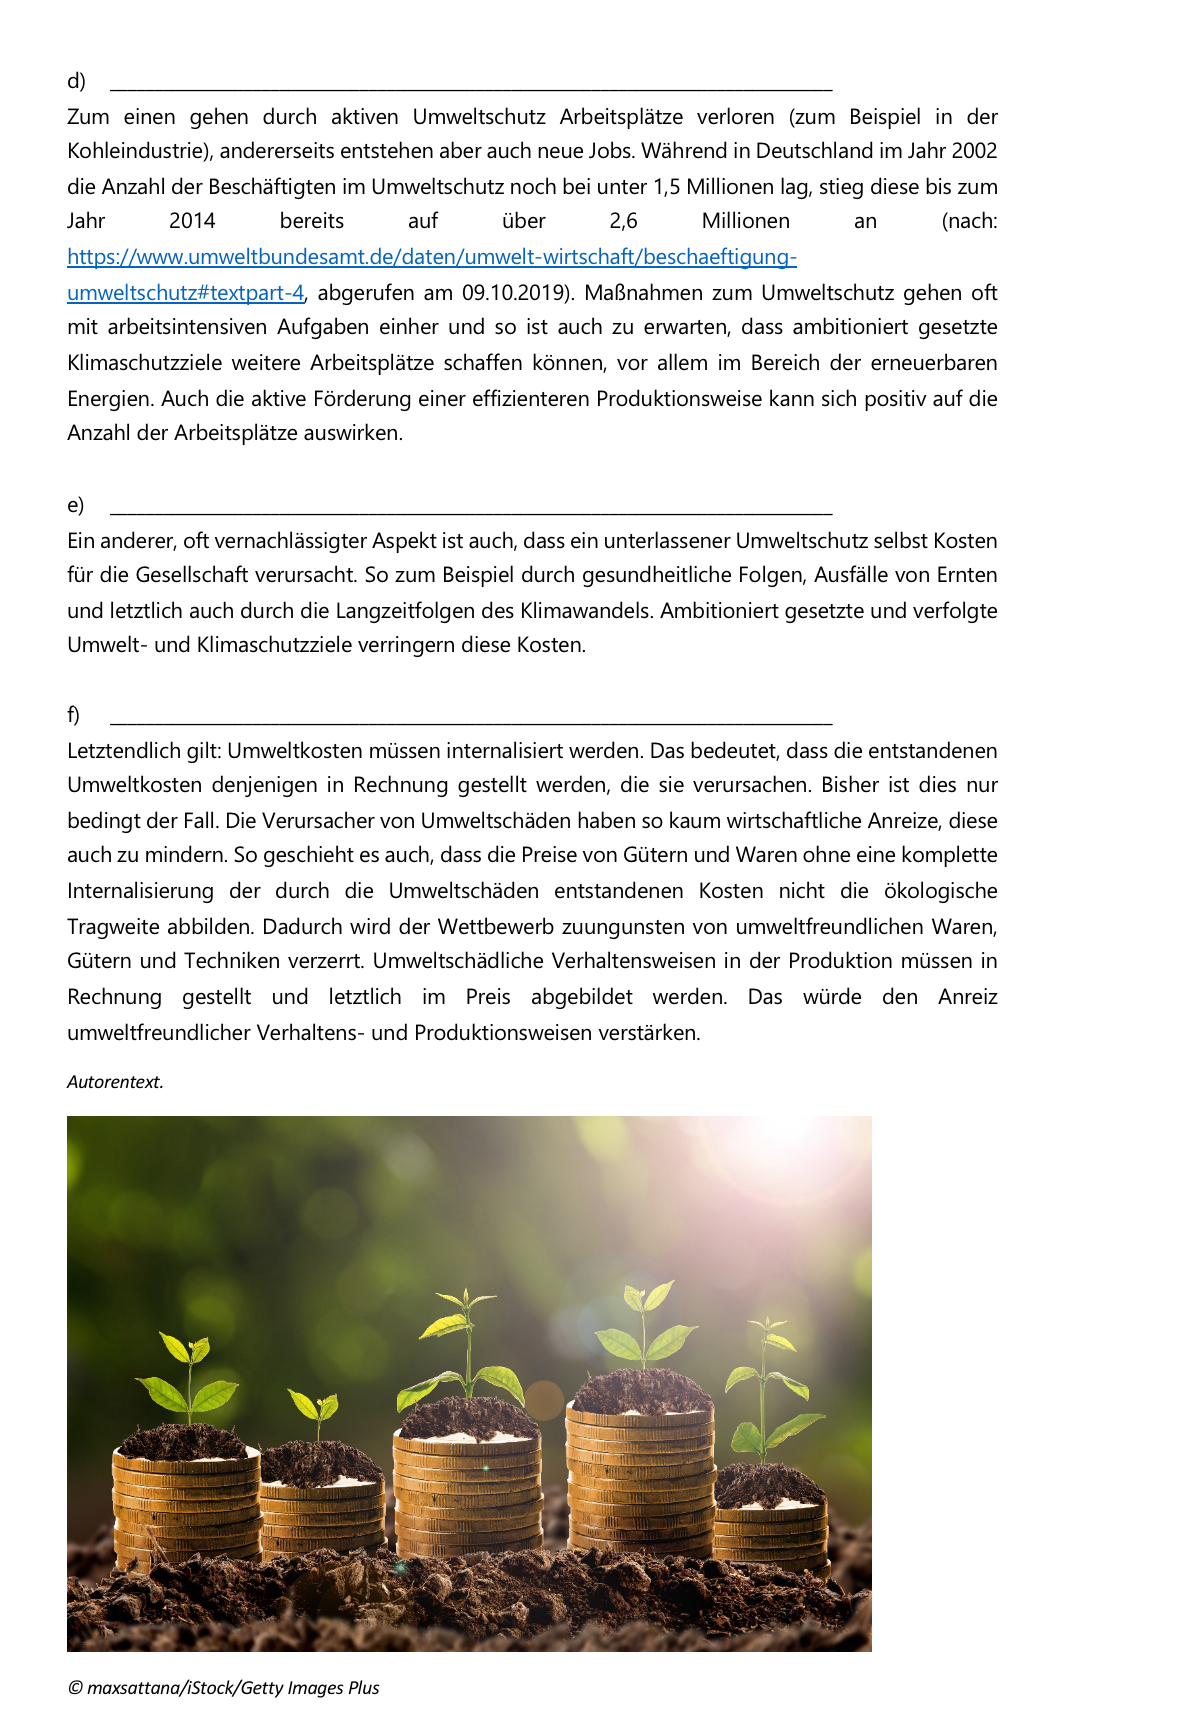 d) ____________________________________________________________
Zum einen gehen durch aktiven Umweltschutz Arbeitsplätze verloren (zum Beispiel in der
Kohleindustrie), andererseits entstehen aber auch neue Jobs. Während in Deutschland im Jahr 2002
die Anzahl der Beschäftigten im Umweltschutz noch bei unter 1,5 Millionen lag, stieg diese bis zum
Jahr 2014 bereits auf über 2,6 Millionen an (nach:
https://www.umweltbundesamt.de/daten/umwelt-wirtschaft/beschaeftigung-
umweltschutz#textpart-4, abgerufen am 09.10.2019). Maßnahmen zum Umweltschutz gehen oft
mit arbeitsintensiven Aufgaben einher und so ist auch zu erwarten, dass ambitioniert gesetzte
Klimaschutzziele weitere Arbeitsplätze schaffen können, vor allem im Bereich der erneuerbaren
Energien. Auch die aktive Förderung einer effizienteren Produktionsweise kann sich positiv auf die
Anzahl der Arbeitsplätze auswirken.
e) ____________________________________________________________
Ein anderer, oft vernachlässigter Aspekt ist auch, dass ein unterlassener Umweltschutz selbst Kosten
für die Gesellschaft verursacht. So zum Beispiel durch gesundheitliche Folgen, Ausfälle von Ernten
und letztlich auch durch die Langzeitfolgen des Klimawandels. Ambitioniert gesetzte und verfolgte
Umwelt- und Klimaschutzziele verringern diese Kosten.
f) ____________________________________________________________
Letztendlich gilt: Umweltkosten müssen internalisiert werden. Das bedeutet, dass die entstandenen
Umweltkosten denjenigen in Rechnung gestellt werden, die sie verursachen. Bisher ist dies nur
bedingt der Fall. Die Verursacher von Umweltschäden haben so kaum wirtschaftliche Anreize, diese
auch zu mindern. So geschieht es auch, dass die Preise von Gütern und Waren ohne eine komplette
Internalisierung der durch die Umweltschäden entstandenen Kosten nicht die ökologische
Tragweite abbilden. Dadurch wird der Wettbewerb zuungunsten von umweltfreundlichen Waren,
Gütern und Techniken verzerrt. Umweltschädliche Verhaltensweisen in der Produktion müssen in
Rechnung gestellt und letztlich im Preis abgebildet werden. Das würde den Anreiz
umweltfreundlicher Verhaltens- und Produktionsweisen verstärken.
Autorentext.
© maxsattana/iStock/Getty Images Plus